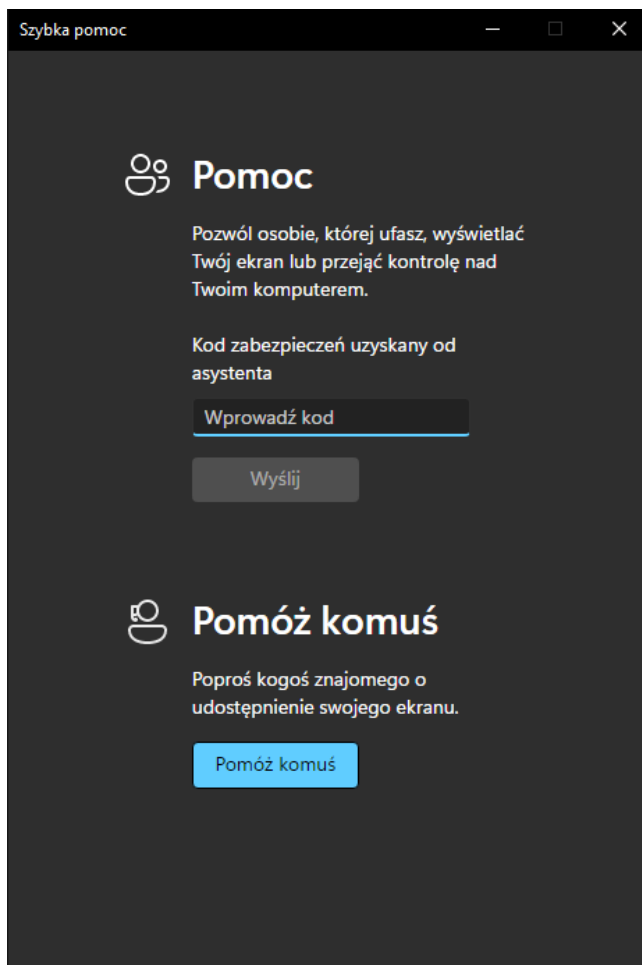 Szybka pomoc
Pomoc
Pozwól osobie, której ufasz, wyświetlać
Twój ekran lub przejąć kontrolę nad
Twoim komputerem.
Kod zabezpieczeń uzyskany od
asystenta
Wprowadź kod
Wyślij
Pomóż komuś
Poproś kogoś znajomego o
udostępnienie swojego ekranu.
Pomóż komuś